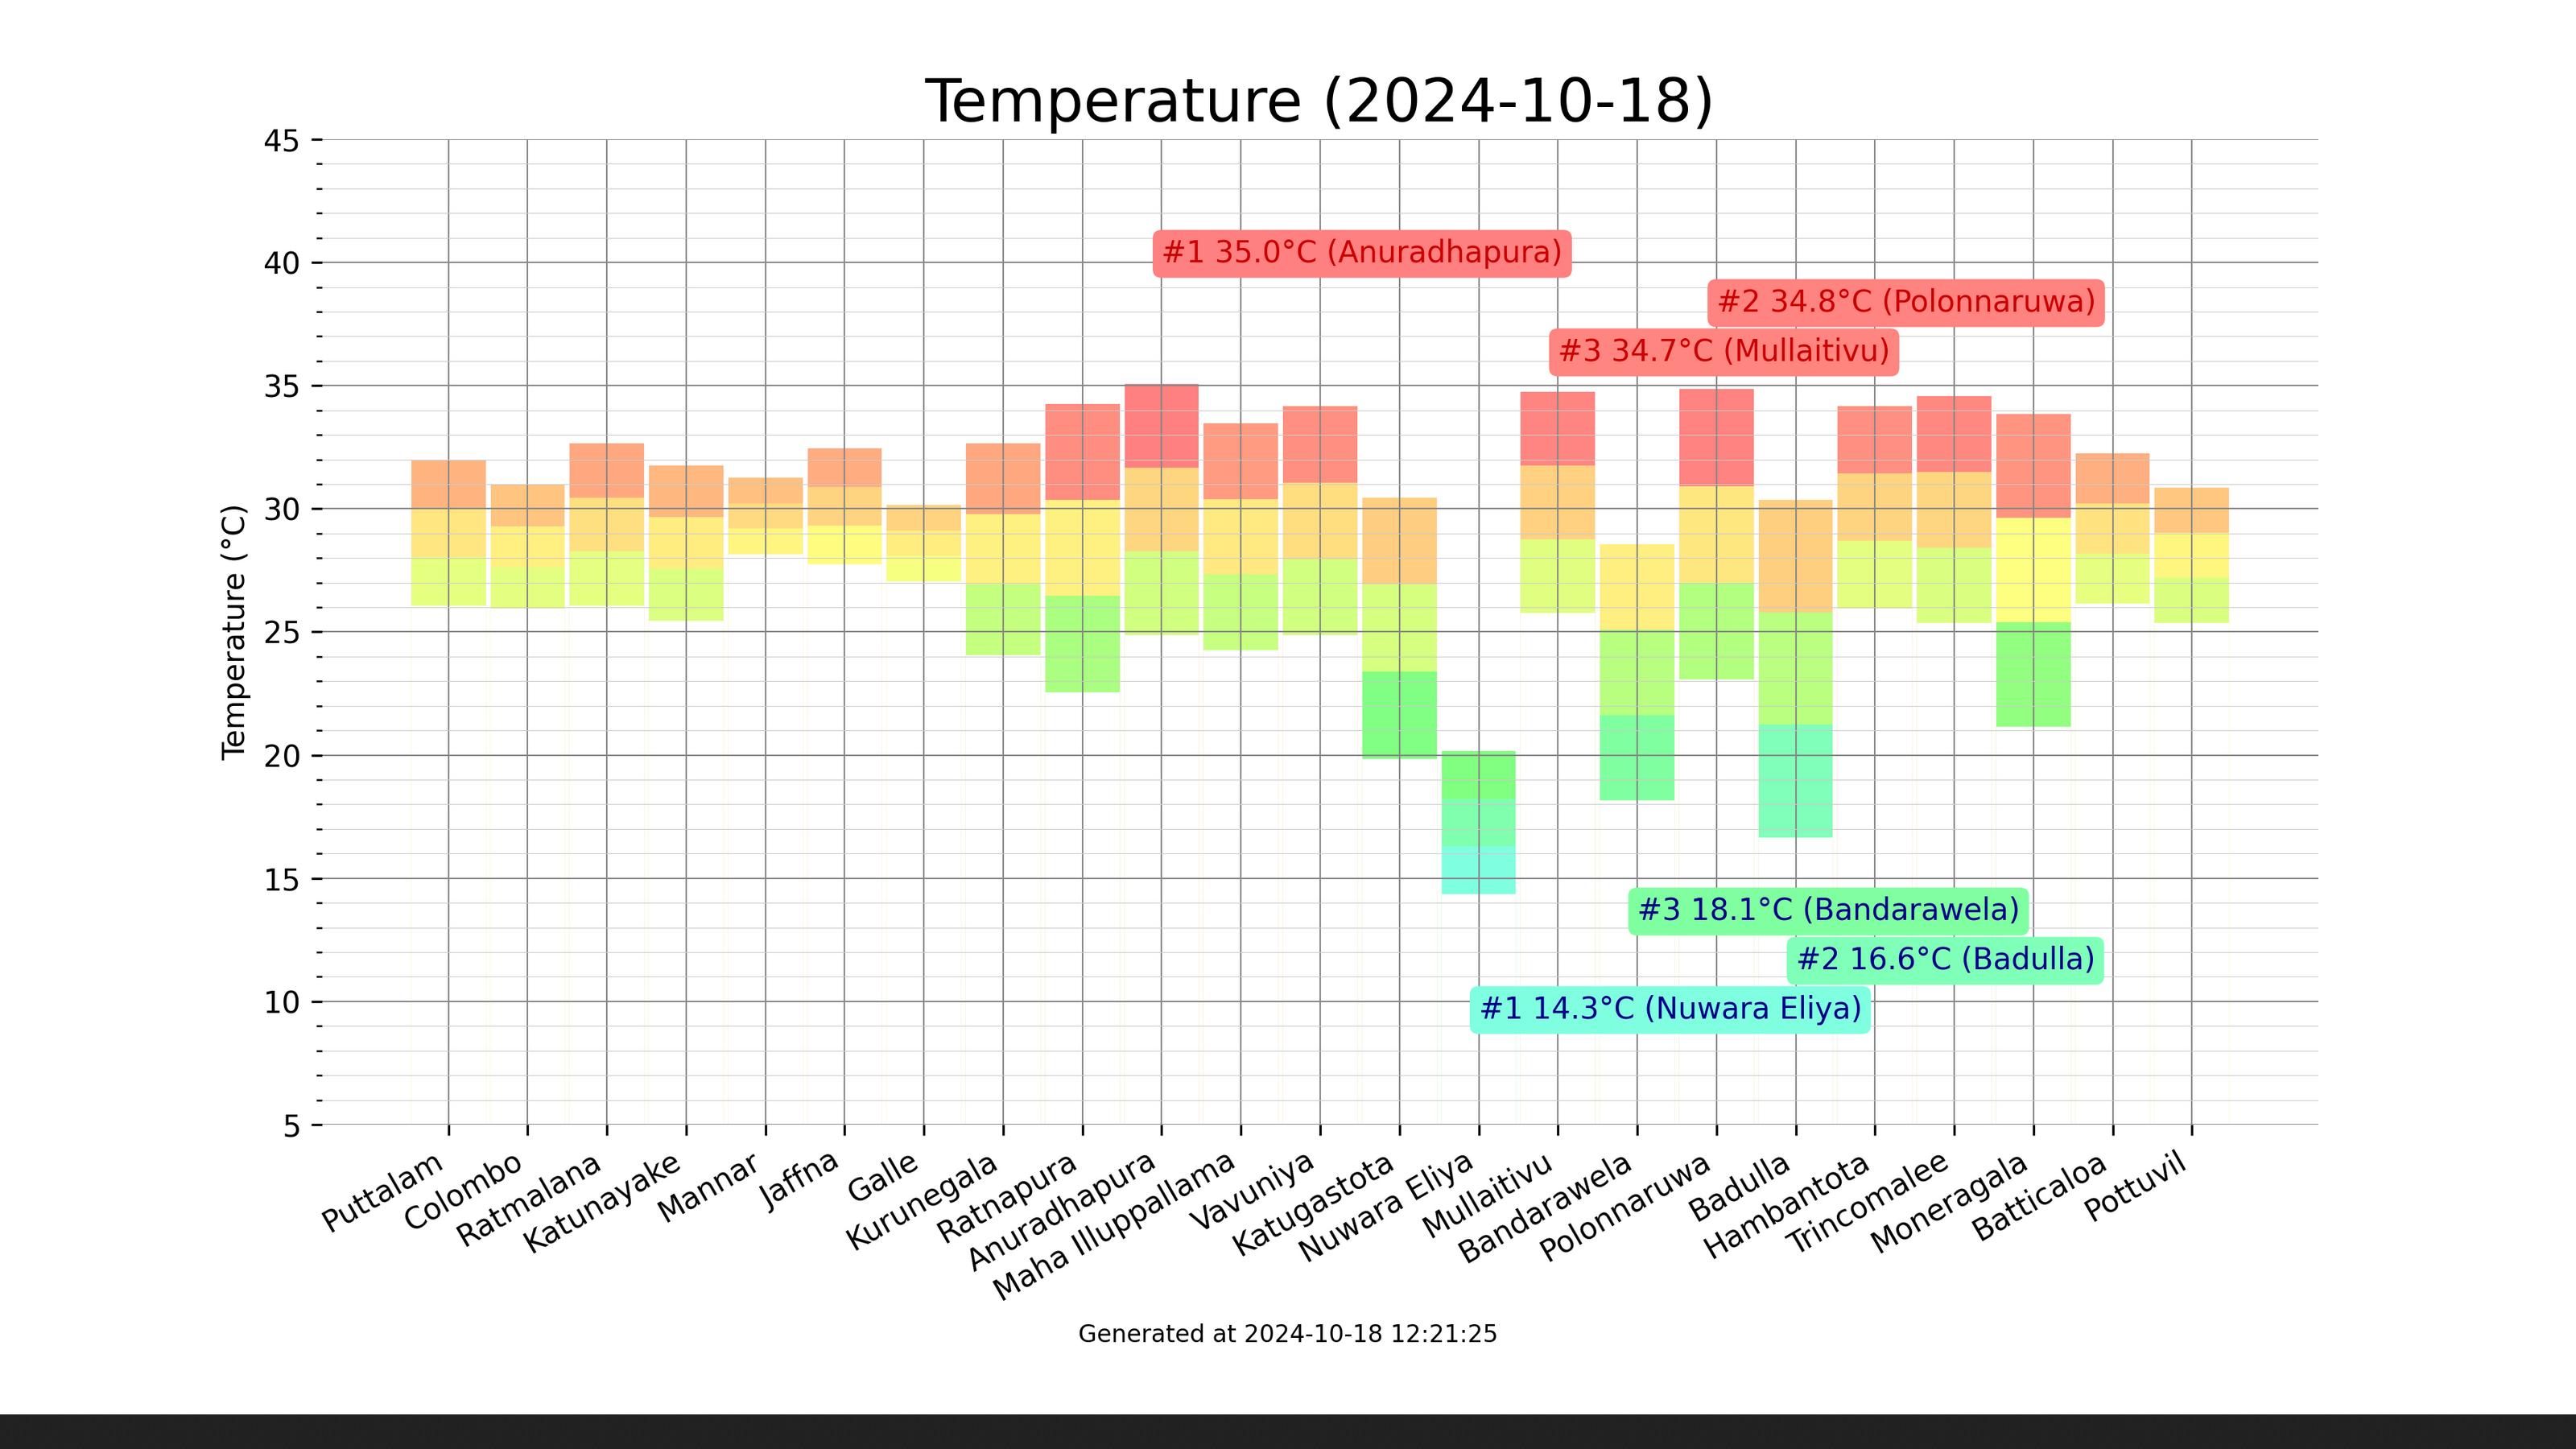 Temperature (2024-10-18)
45
40
35
30
25
20
15
10
5
Temperature (°C)
#1 35.0°C (Anuradhapura)
#2 34.8°C (Polonnaruwa)
#3 34.7°C (Mullaitivu)
#3 18.1°C (Bandarawela)
#2 16.6°C (Badulla)
#1 14.3°C (Nuwara Eliya)
Puttalam
Colombo
Ratmalana
Katunayake
Mannar
Jaffna
Galle
Kurunegala
Ratnapura
Anuradhapura
Maha Illuppallama
Vavuniya
Katugastota
Nuwara Eliya
Mullaitivu
Bandarawela
Polonnaruwa
Badulla
Hambantota
Trincomalee
Moneragala
Batticaloa
Pottuvil
Generated at 2024-10-18 12:21:25